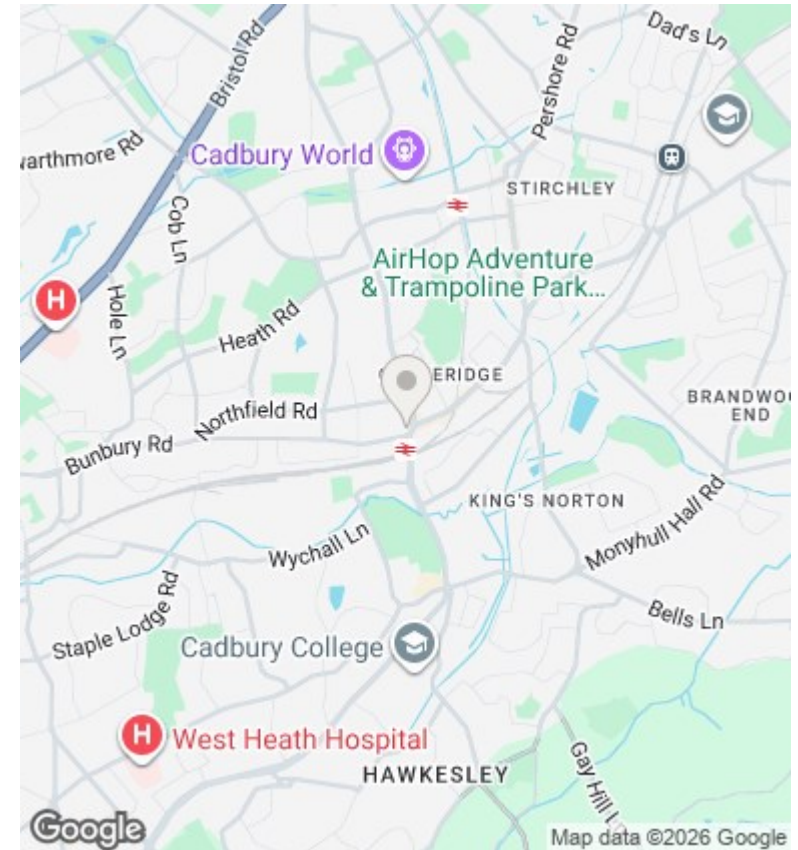 Dad's Ln
Bristol Rd
Pershore Rd
warthmore Rd
Cadbury World
STIRCHLEY
Cob Ln
AirHop Adventure
& Trampoline Park...
H
Hole Ln
Heath Rd
ERIDGE
BRANDWOO
END
Northfield Rd
Bunbury Rd
KING'S NORTON
Monyhull Hall Rd
Wychall Ln
Staple Lodge Rd
Bells Ln
Cadbury College
H West Heath Hospital
HAWKESLEY
Gay Hill Ln
Google
Map data ©2026 Google